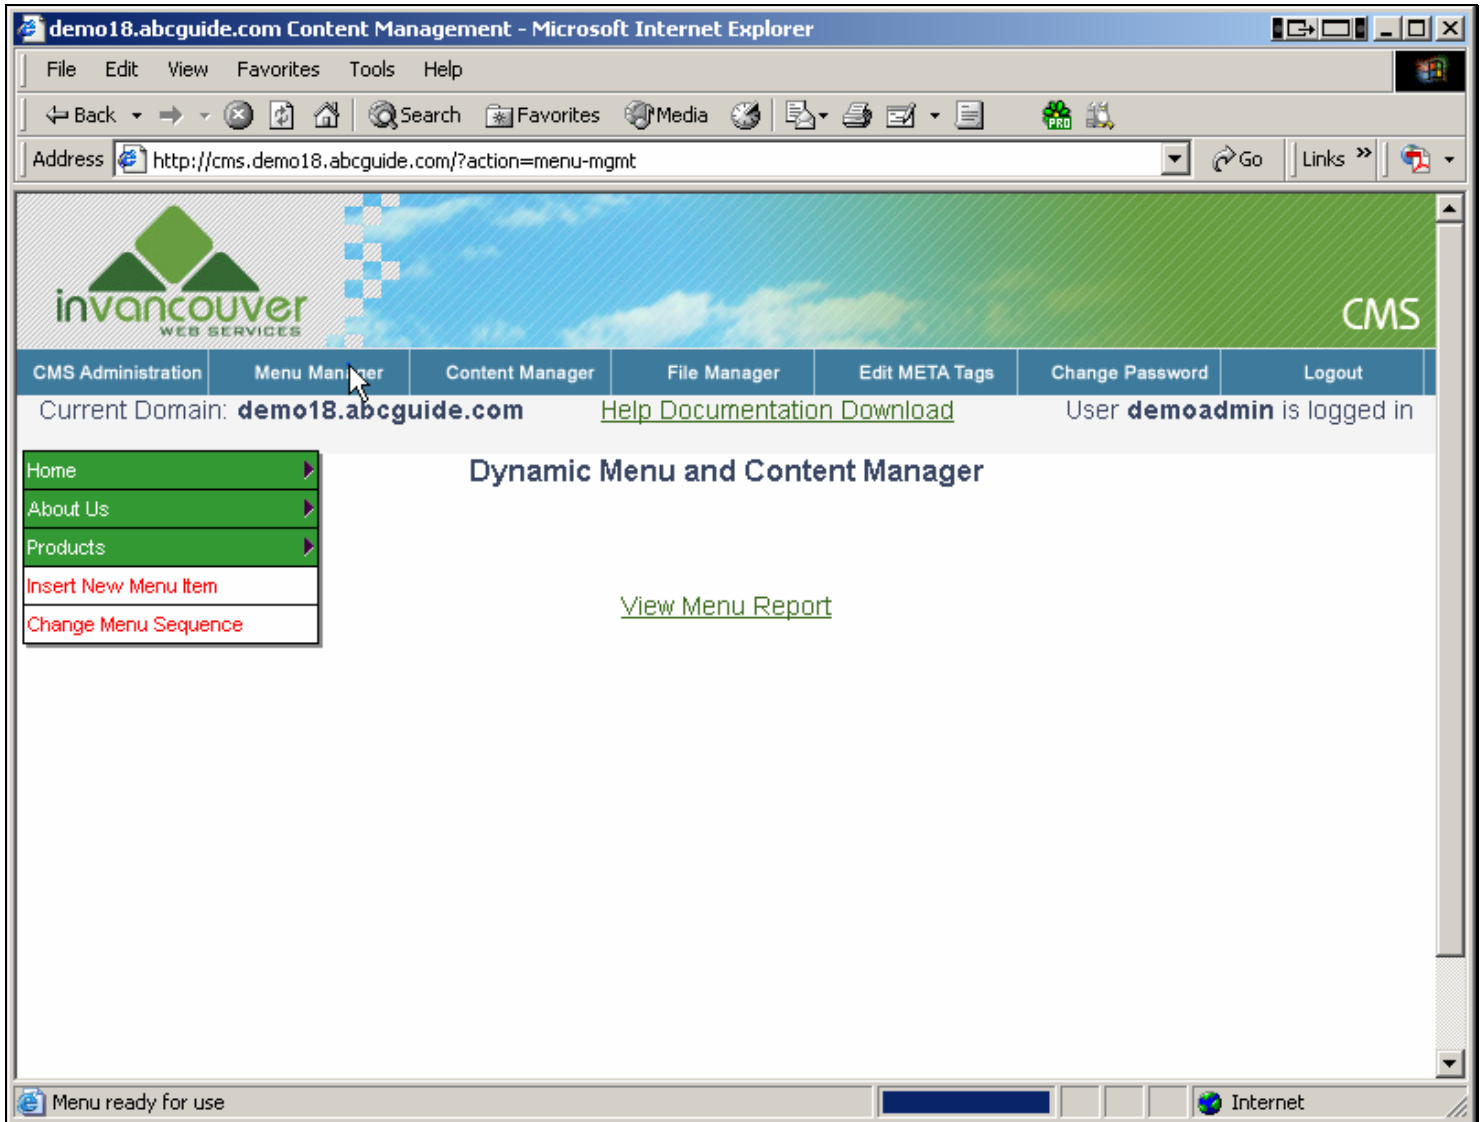 demo18.abcguide.com Content Management - Microsoft Internet Explorer
File Edit View Favorites Tools Help
Back Search Favorites Media PRO
Address http://cms.demo18.abcguide.com/?action=menu-mgmt Go Links »
invancouver
WEB SERVICES
CMS
CMS Administration Menu Manager Content Manager File Manager Edit META Tags Change Password Logout
Current Domain: demo18.abcguide.com Help Documentation Download User demoadmin is logged in
Home
Dynamic Menu and Content Manager
About Us
Products
Insert New Menu Item
View Menu Report
Change Menu Sequence
Menu ready for use Internet